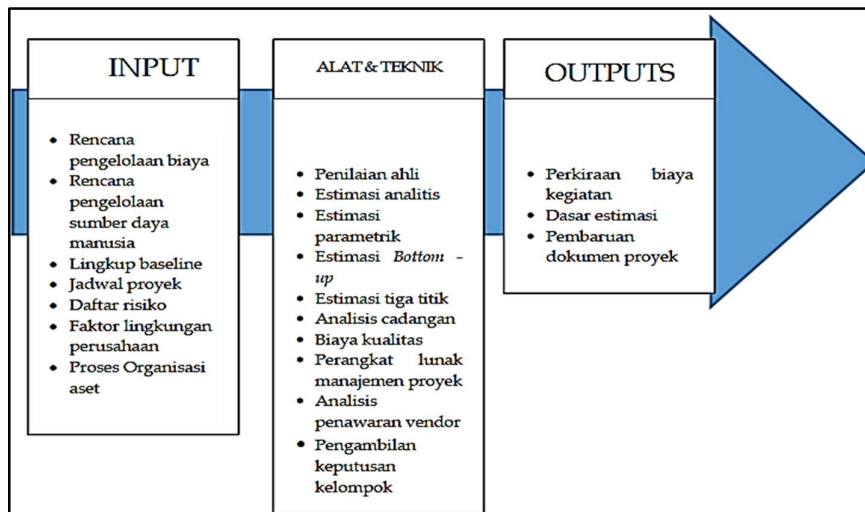 INPUT
• Rencana
pengelolaan biaya
• Rencana
pengelolaan
sumber daya
manusia
• Lingkup baseline
• Jadwal proyek
• Daftar risiko
• Faktor lingkungan
perusahaan
• Proses Organisasi
aset
ALAT & TEKNIK
• Penilaian ahli
• Estimasi analitis
• Estimasi
parametrik
• Estimasi Bottom –
up
• Estimasi tiga titik
• Analisis cadangan
• Biaya kualitas
• Perangkat lunak
manajemen proyek
• Analisis
penawaran vendor
• Pengambilan
keputusan
kelompok
OUTPUTS
• Perkiraan biaya
kegiatan
• Dasar estimasi
• Pembaruan
dokumen proyek